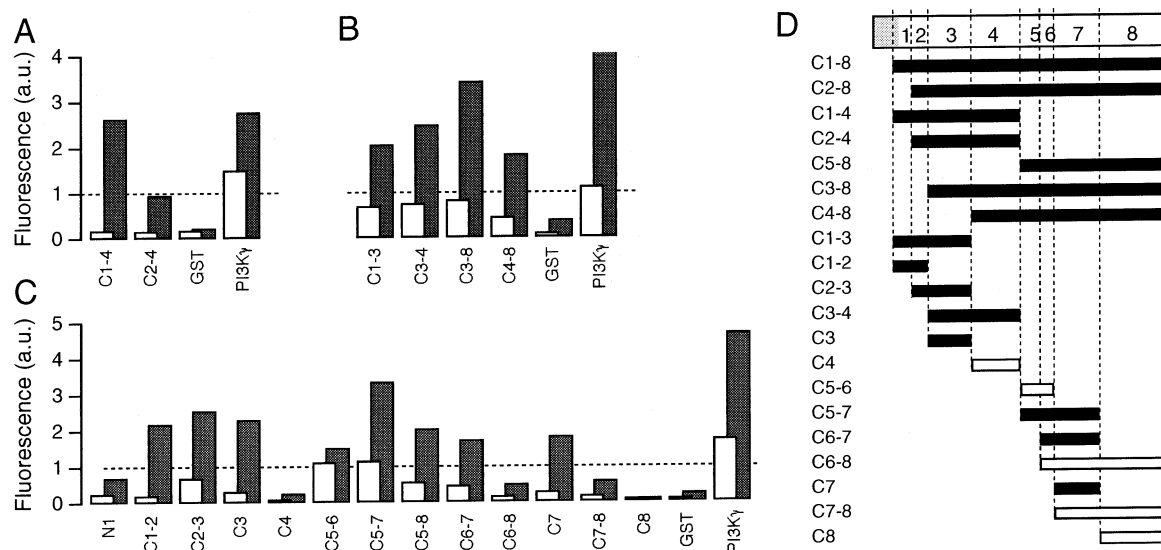 A
B
D
Fluorescence (a.u.)
4
3
2
1
0
C1-4
C2-4
GST
PI3Kγ
C1-3
C3-4
C3-8
C4-8
GST
PI3Kγ
C
Fluorescence (a.u.)
5
4
3
2
1
0
N1
C1-2
C2-3
C3
C4
C5-6
C5-7
C5-8
C6-7
C6-8
C7
C7-8
C8
GST
PI3Kγ
1 2 3 4 5 6 7 8
C1-8
C2-8
C1-4
C2-4
C5-8
C3-8
C4-8
C1-3
C1-2
C2-3
C3-4
C3
C4
C5-6
C5-7
C6-7
C6-8
C7
C7-8
C8